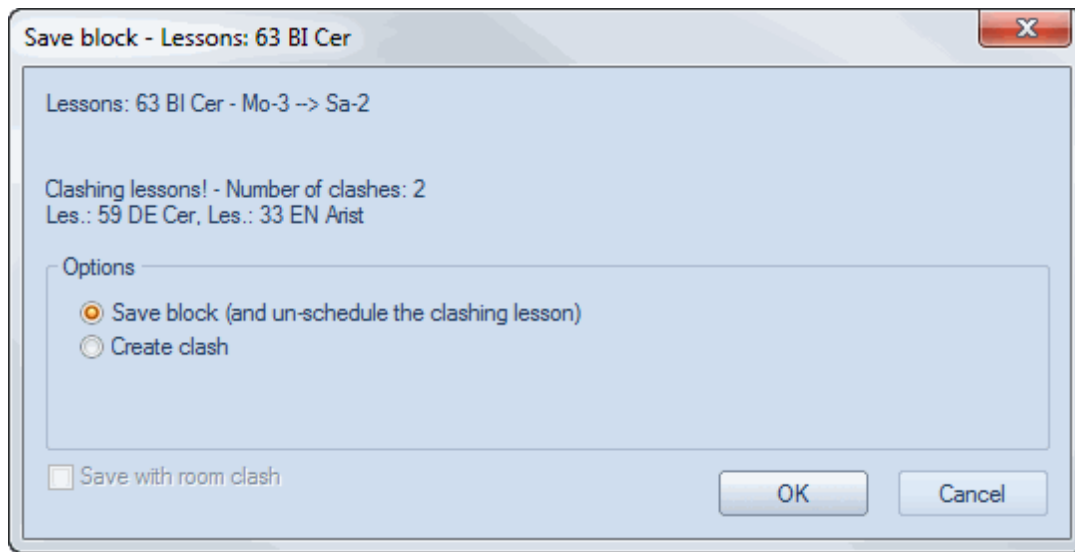 Save block - Lessons: 63 BI Cer
Lessons: 63 BI Cer - Mo-3 --> Sa-2
Clashing lessons! - Number of clashes: 2
Les.: 59 DE Cer, Les.: 33 EN Arist
Options
Save block (and un-schedule the clashing lesson)
Create clash
Save with room clash
OK
Cancel